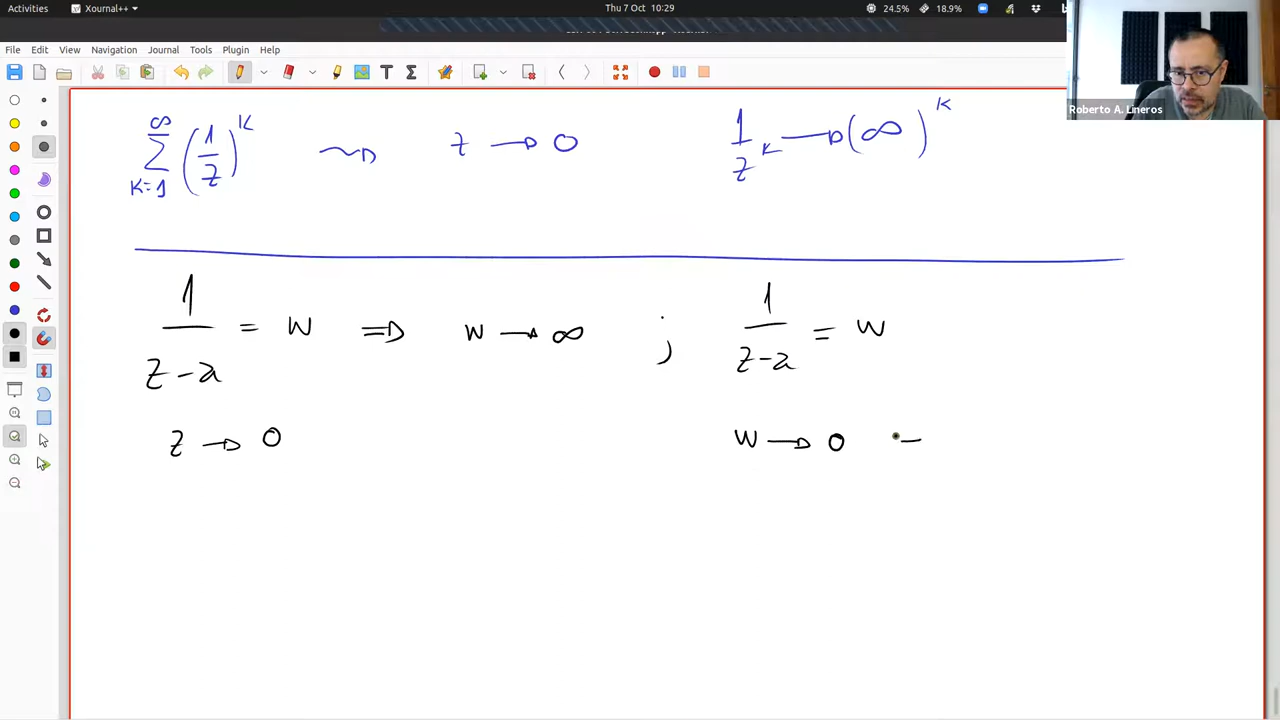 Activities Xournal++ Thu 7 Oct 10:29 24.5% 18.9%
File Edit View Navigation Journal Tools Plugin Help
Roberto A. Lineros
∞ Σ k=1 (1/z)^k ⇝ z → 0 1/z^k → (∞)^k
1/(z-a) = w ⇒ w → ∞ ; 1/(z-a) = w
z → 0 w → 0